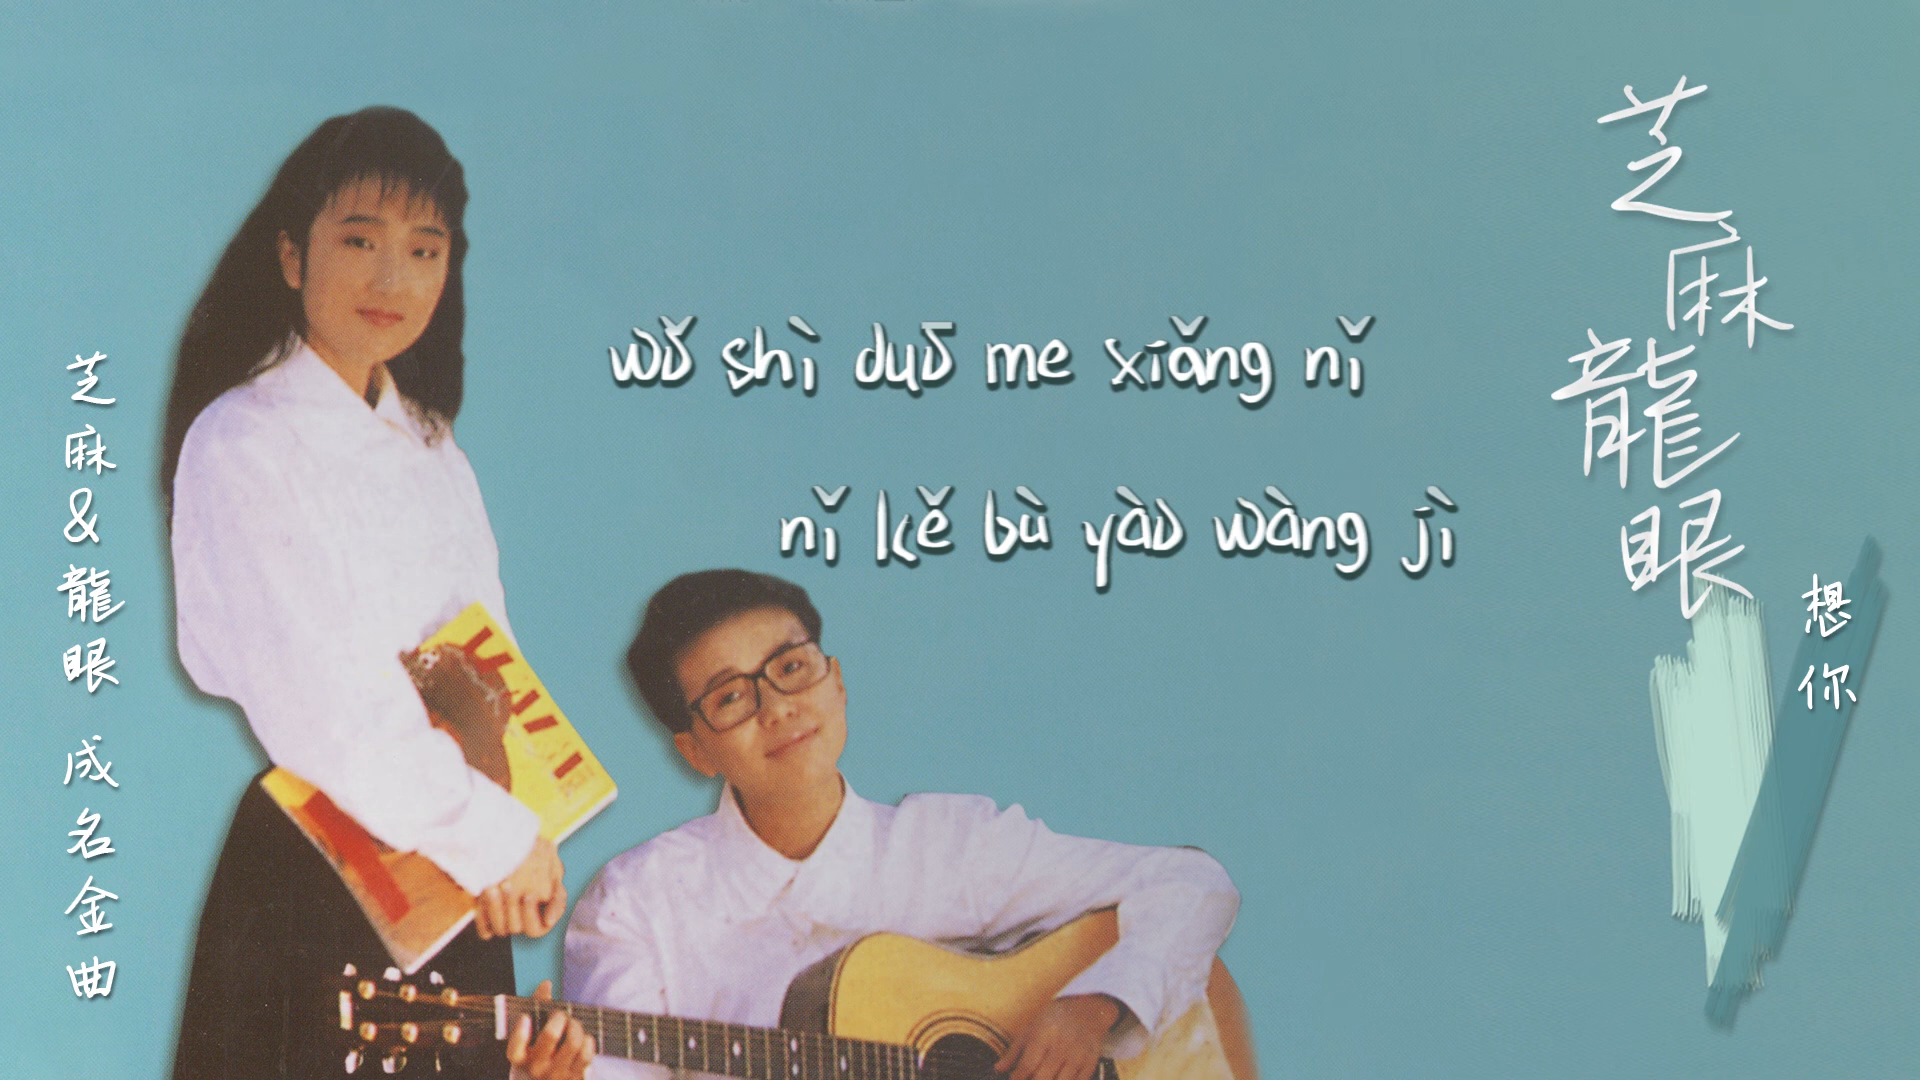 芝麻&龍眼 成名金曲
wǒ shì duō me xiǎng nǐ
nǐ kě bù yào wàng jì
芝麻龍眼
想你